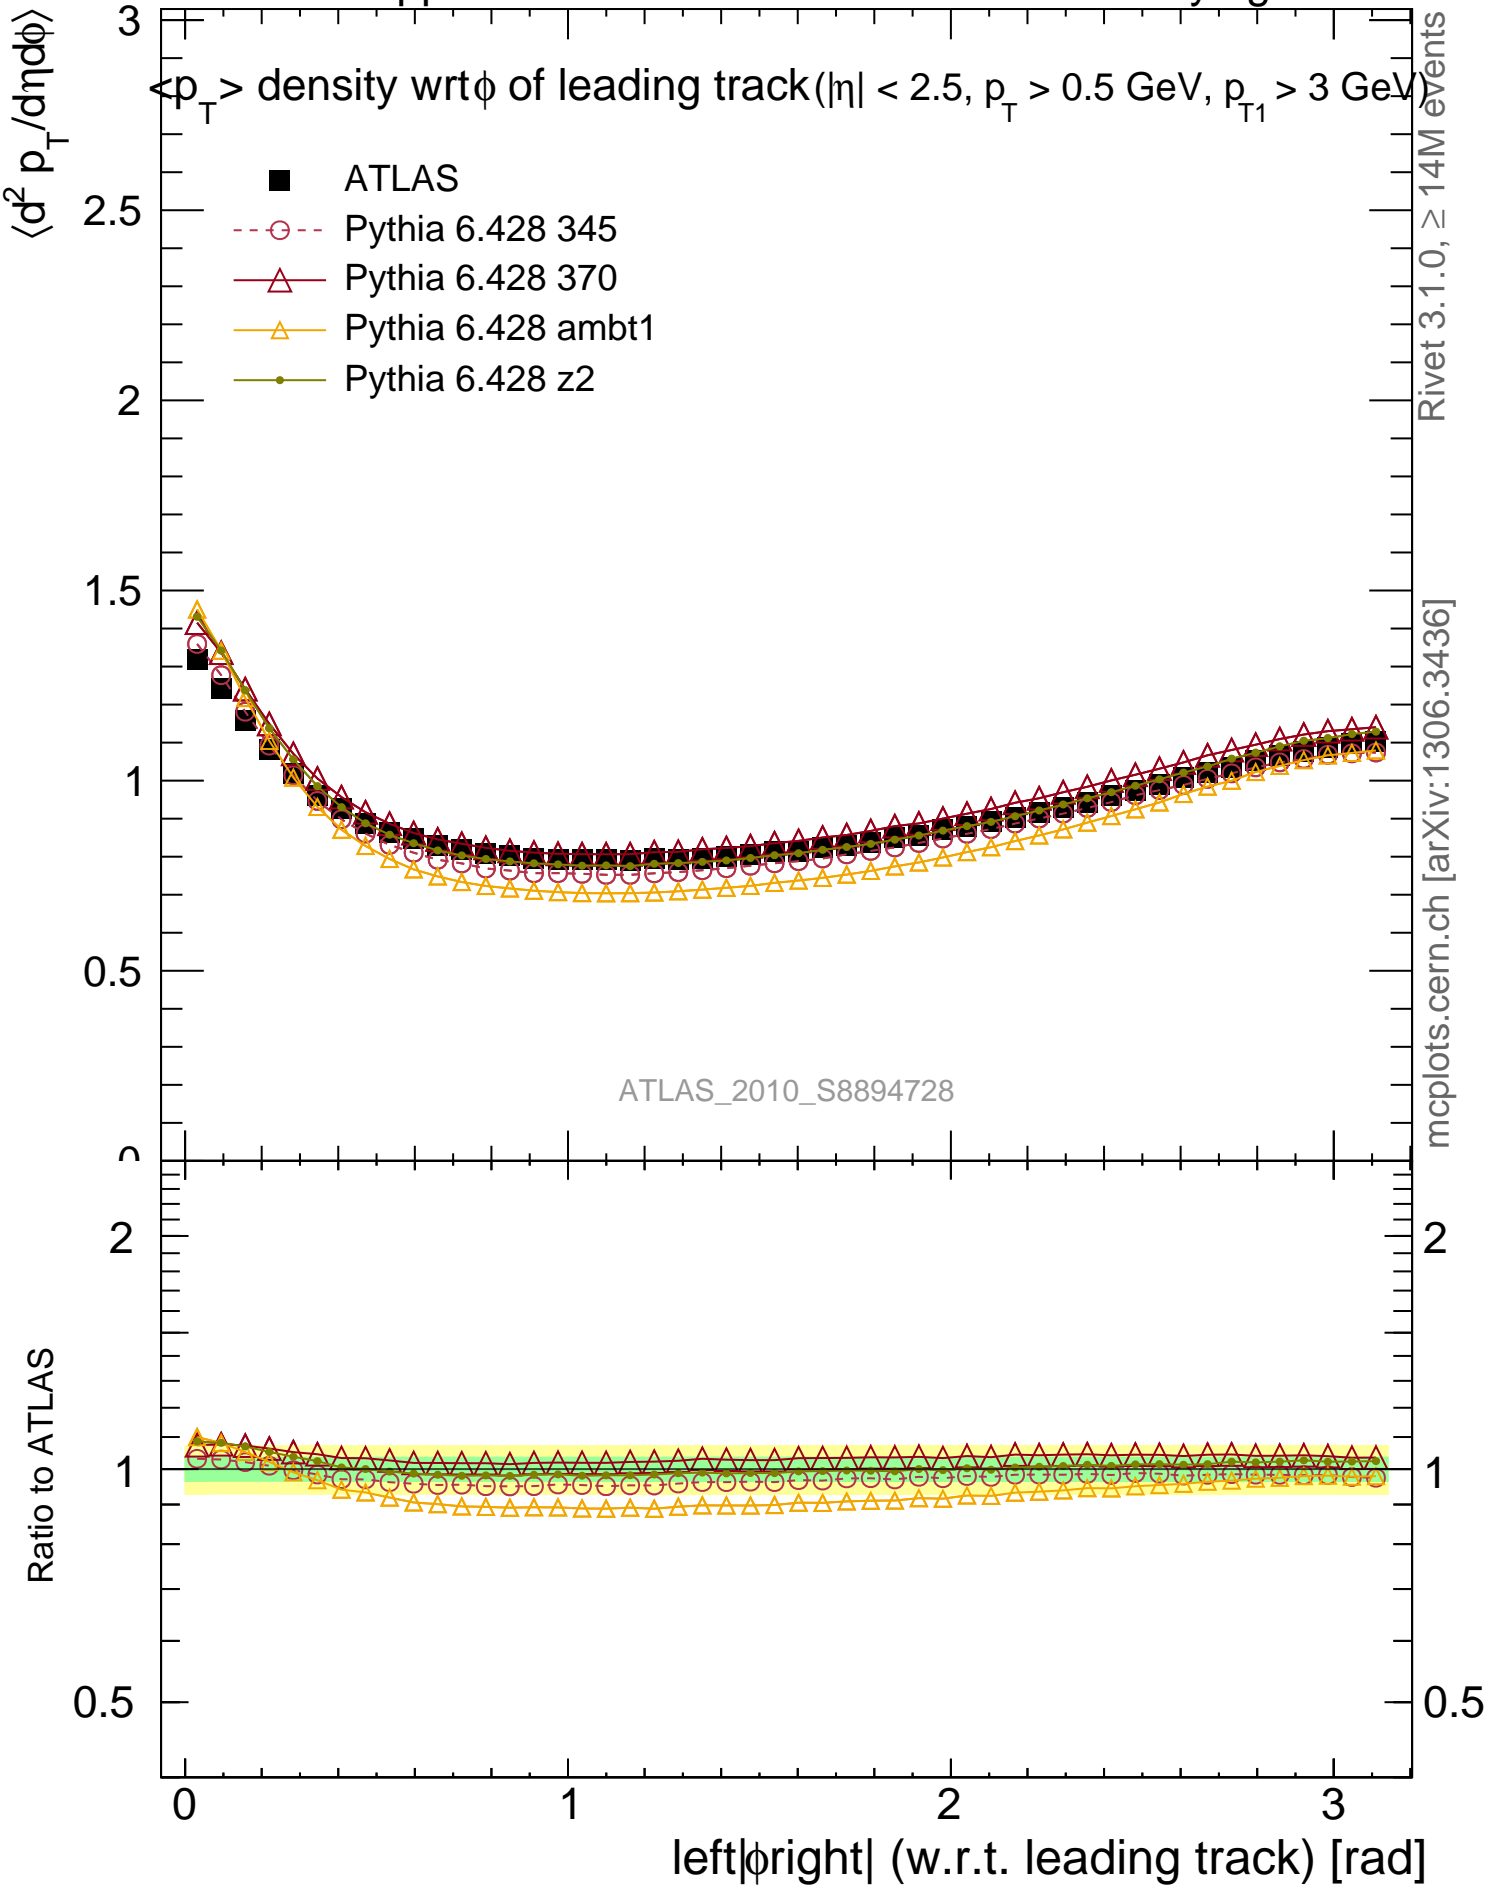 ⟨d² p_T/dηdϕ⟩
<p_T> density wrtϕ of leading track(|η| < 2.5, p_T > 0.5 GeV, p_T1 > 3 GeV)
ATLAS
Pythia 6.428 345
Pythia 6.428 370
Pythia 6.428 ambt1
Pythia 6.428 z2
3
2.5
2
1.5
1
0.5
0
ATLAS_2010_S8894728
Rivet 3.1.0, ≥ 14M events
mcplots.cern.ch [arXiv:1306.3436]
Ratio to ATLAS
2
1
0.5
2
1
0.5
0 1 2 3
left|ϕright| (w.r.t. leading track) [rad]